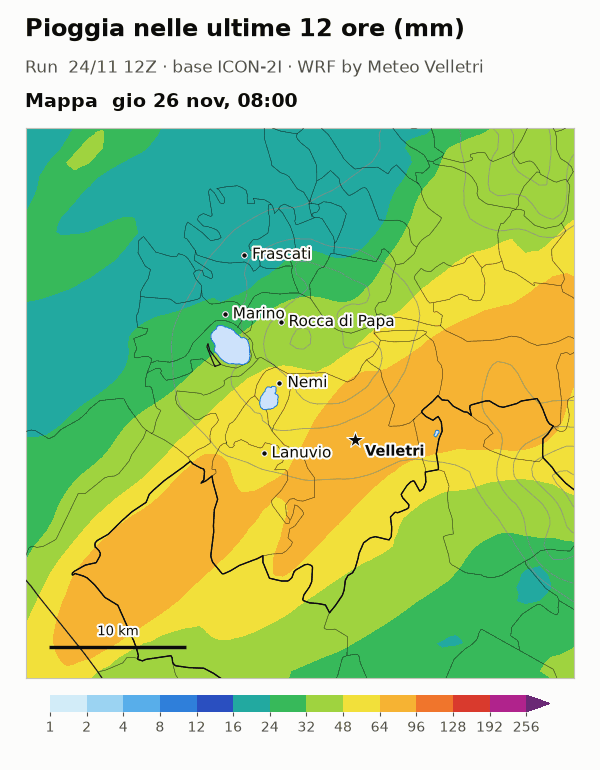 Pioggia nelle ultime 12 ore (mm)
Run  24/11 12Z · base ICON-2I · WRF by Meteo Velletri
Mappa  gio 26 nov, 08:00
Frascati
Marino
Rocca di Papa
Nemi
Velletri
Lanuvio
10 km
1 2 4 8 12 16 24 32 48 64 96 128 192 256